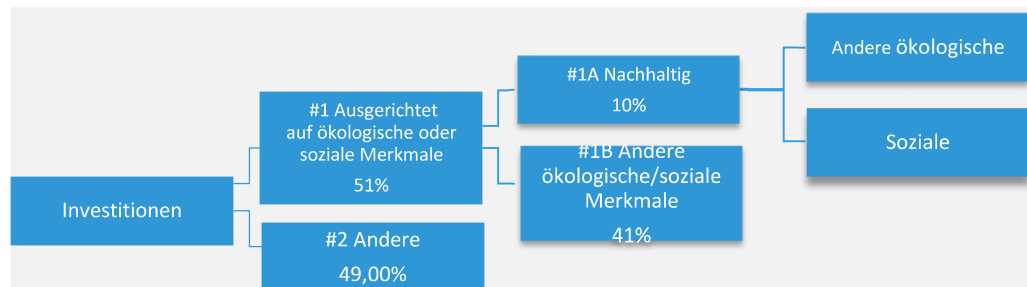 Investitionen
#1 Ausgerichtet
auf ökologische oder
soziale Merkmale
51%
#2 Andere
49,00%
#1A Nachhaltig
10%
#1B Andere
ökologische/soziale
Merkmale
41%
Andere ökologische
Soziale